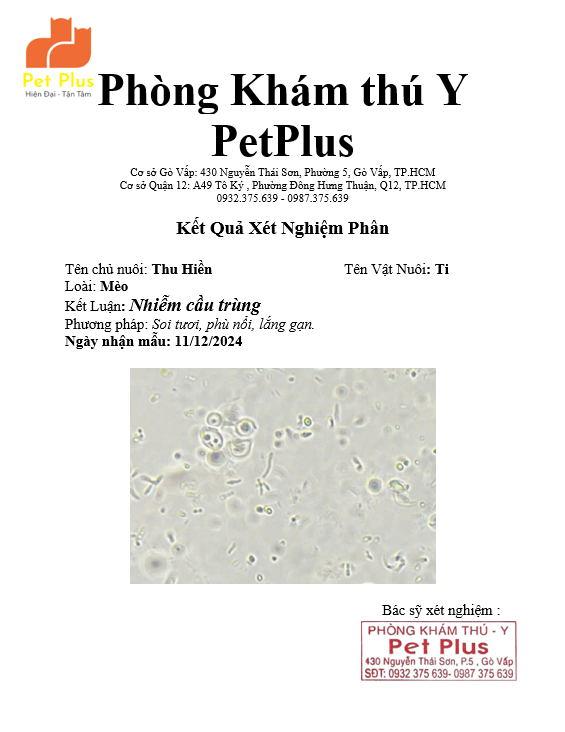 Pet Plus
Hiện Đại - Tận Tâm
Phòng Khám thú Y
PetPlus
Cơ sở Gò Vấp: 430 Nguyễn Thái Sơn, Phường 5, Gò Vấp, TP.HCM
Cơ sở Quận 12: A49 Tô Ký , Phường Đông Hưng Thuận, Q12, TP.HCM
0932.375.639 - 0987.375.639
Kết Quả Xét Nghiệm Phân
Tên chủ nuôi: Thu Hiền Tên Vật Nuôi: Ti
Loài: Mèo
Kết Luận: Nhiễm cầu trùng
Phương pháp: Soi tươi, phù nổi, lắng gạn.
Ngày nhận mẫu: 11/12/2024
Bác sỹ xét nghiệm :
PHÒNG KHÁM THÚ - Y
Pet Plus
430 Nguyễn Thái Sơn, P.5 , Gò Vấp
SĐT: 0932 375 639- 0987 375 639